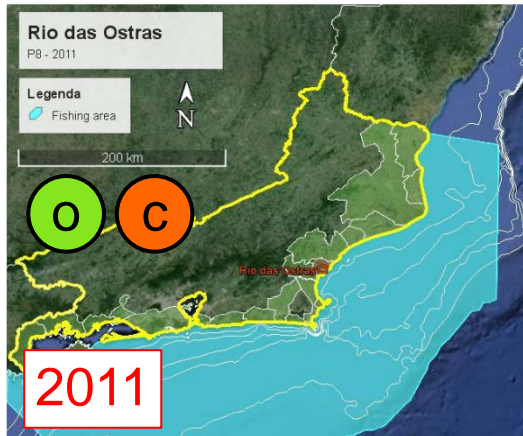 Rio das Ostras
P8 - 2011
Legenda
Fishing area
N
200 km
O C
Rio das Ostras
2011